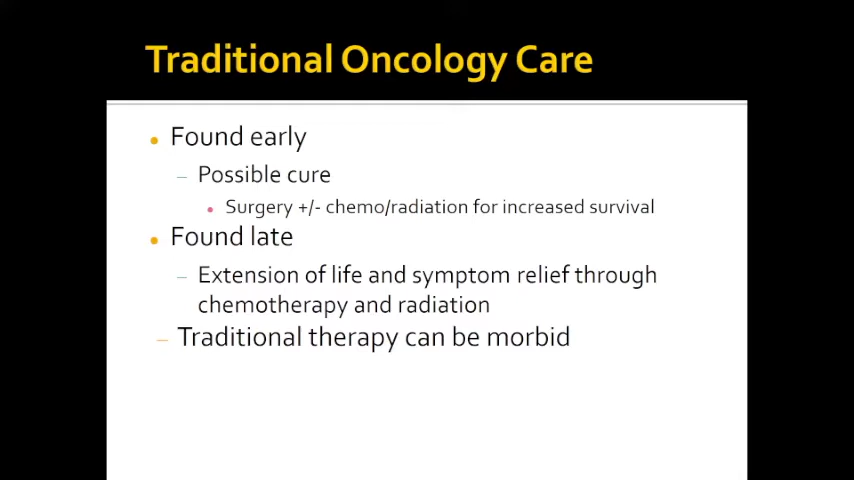 Traditional Oncology Care
• Found early
– Possible cure
• Surgery +/- chemo/radiation for increased survival
• Found late
– Extension of life and symptom relief through
chemotherapy and radiation
– Traditional therapy can be morbid